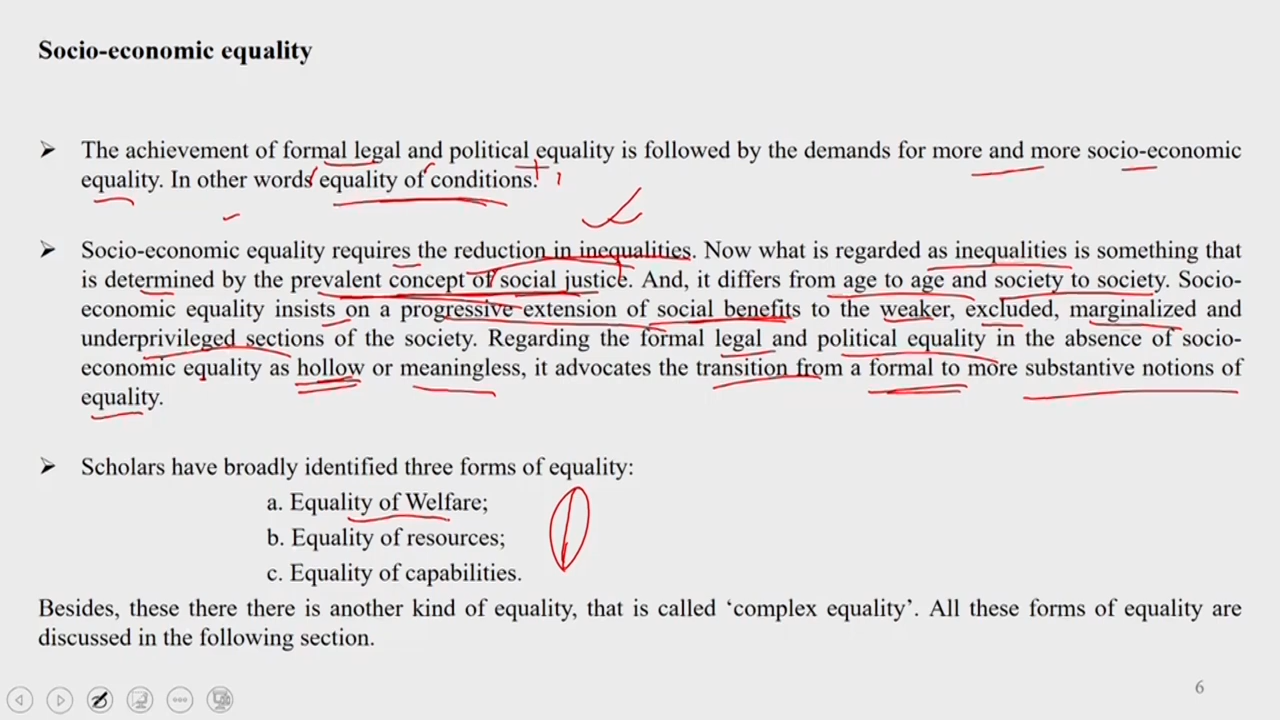 Socio-economic equality
➢ The achievement of formal legal and political equality is followed by the demands for more and more socio-economic
equality. In other words equality of conditions.
➢ Socio-economic equality requires the reduction in inequalities. Now what is regarded as inequalities is something that
is determined by the prevalent concept of social justice. And, it differs from age to age and society to society. Socio-
economic equality insists on a progressive extension of social benefits to the weaker, excluded, marginalized and
underprivileged sections of the society. Regarding the formal legal and political equality in the absence of socio-
economic equality as hollow or meaningless, it advocates the transition from a formal to more substantive notions of
equality.
➢ Scholars have broadly identified three forms of equality:
a. Equality of Welfare;
b. Equality of resources;
c. Equality of capabilities.
Besides, these there there is another kind of equality, that is called ‘complex equality’. All these forms of equality are
discussed in the following section.
6